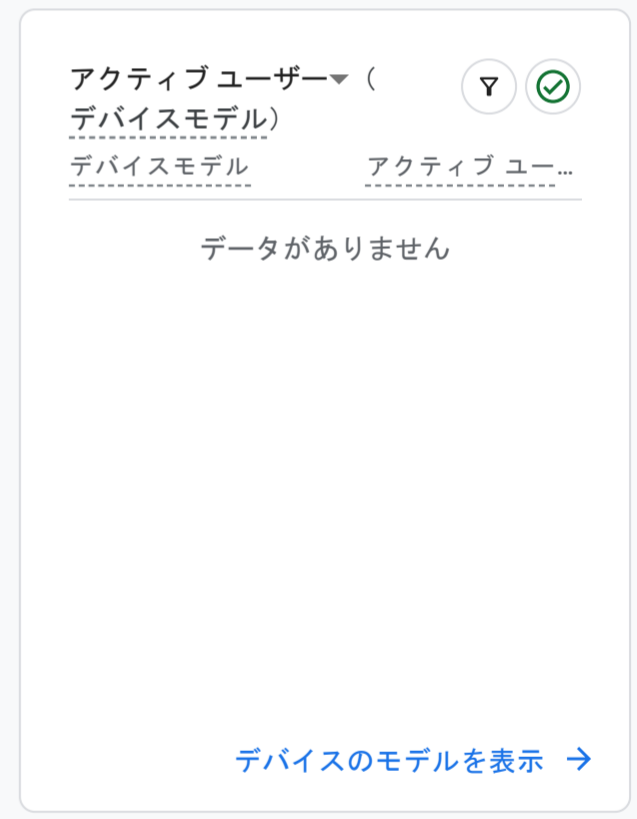 アクティブ ユーザー（
デバイスモデル）
デバイスモデル アクティブ ユー...
データがありません
デバイスのモデルを表示